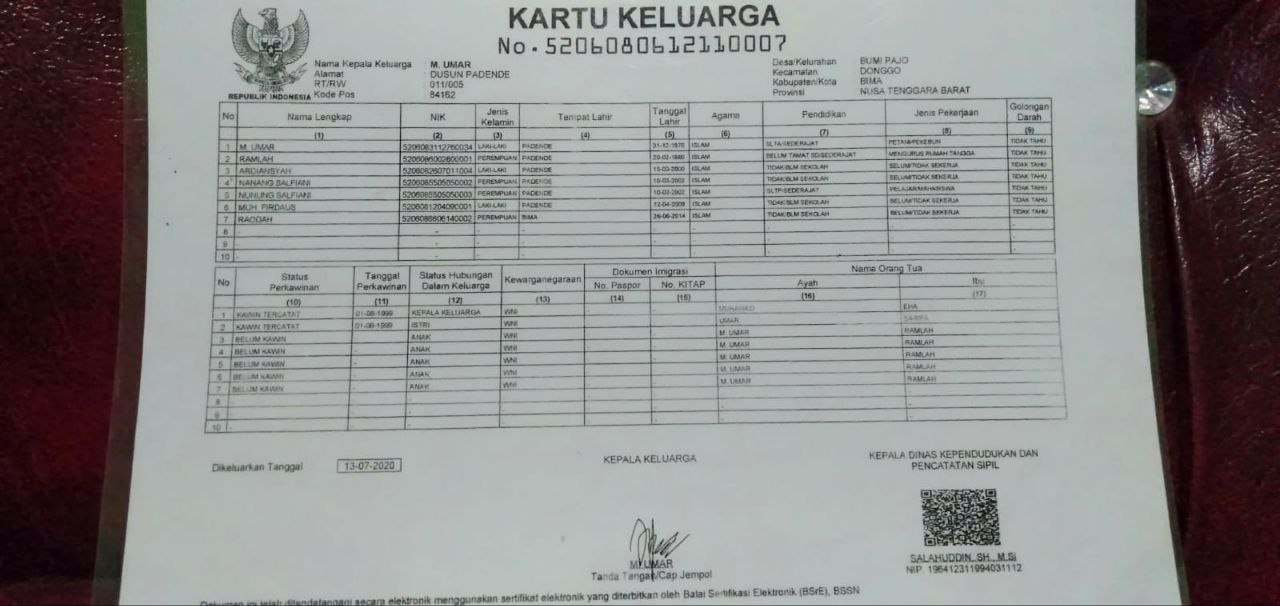 KARTU KELUARGA
No. 5206080612110007
REPUBLIK INDONESIA
Nama Kepala Keluarga : M. UMAR
Alamat : DUSUN PADENDE
RT/RW : 011/005
Kode Pos : 84162
Desa/Kelurahan : BUMI PAJO
Kecamatan : DONGGO
Kabupaten/Kota : BIMA
Provinsi : NUSA TENGGARA BARAT
No Nama Lengkap NIK Jenis Kelamin Tempat Lahir Tanggal Lahir Agama Pendidikan Jenis Pekerjaan Golongan Darah
(1) (2) (3) (4) (5) (6) (7) (8) (9)
1 M. UMAR 5206083112760034 LAKI-LAKI PADENDE 31-12-1976 ISLAM SLTA/SEDERAJAT PETANI/PEKEBUN TIDAK TAHU
2 RAMLAH 5206086002800001 PEREMPUAN PADENDE 20-02-1980 ISLAM BELUM TAMAT SD/SEDERAJAT MENGURUS RUMAH TANGGA TIDAK TAHU
3 ARDIANSYAH 5206082607011004 LAKI-LAKI PADENDE ISLAM TIDAK/BLM SEKOLAH BELUM/TIDAK BEKERJA TIDAK TAHU
4 NANANG SALFIANI 5206085505050002 PEREMPUAN PADENDE 10-03-2002 ISLAM TIDAK/BLM SEKOLAH BELUM/TIDAK BEKERJA TIDAK TAHU
5 NUNUNG SALFIANI 5206085505050003 PEREMPUAN PADENDE 10-03-2002 ISLAM SLTP/SEDERAJAT PELAJAR/MAHASISWA TIDAK TAHU
6 MUH. FIRDAUS 5206081204090001 LAKI-LAKI PADENDE 12-04-2009 ISLAM TIDAK/BLM SEKOLAH BELUM/TIDAK BEKERJA TIDAK TAHU
7 RAODAH 5206086606140002 PEREMPUAN BIMA 26-06-2014 ISLAM TIDAK/BLM SEKOLAH BELUM/TIDAK BEKERJA TIDAK TAHU
8 - - - - - - - -
9 - - - - - - - -
10 - - - - - - - -
No Status Perkawinan Tanggal Perkawinan Status Hubungan Dalam Keluarga Kewarganegaraan Dokumen Imigrasi No. Paspor No. KITAP Nama Orang Tua Ayah Ibu
(10) (11) (12) (13) (14) (15) (16) (17)
1 KAWIN TERCATAT 01-08-1999 KEPALA KELUARGA WNI - - EHA
2 KAWIN TERCATAT 01-08-1999 ISTRI WNI - - UMAR
3 BELUM KAWIN - ANAK WNI - - M. UMAR RAMLAH
4 BELUM KAWIN - ANAK WNI - - M. UMAR RAMLAH
5 BELUM KAWIN - ANAK WNI - - M. UMAR RAMLAH
6 BELUM KAWIN - ANAK WNI - - M. UMAR RAMLAH
7 BELUM KAWIN - ANAK WNI - - M. UMAR RAMLAH
8 - - - - - - -
9 - - - - - - -
10 - - - - - - -
Dikeluarkan Tanggal 13-07-2020
KEPALA KELUARGA
M. UMAR
Tanda Tangan/Cap Jempol
KEPALA DINAS KEPENDUDUKAN DAN
PENCATATAN SIPIL
SALAHUDDIN, SH., M.Si
NIP 196412311994031112
Dokumen ini telah ditandatangani secara elektronik menggunakan sertifikat elektronik yang diterbitkan oleh Balai Sertifikasi Elektronik (BSrE), BSSN